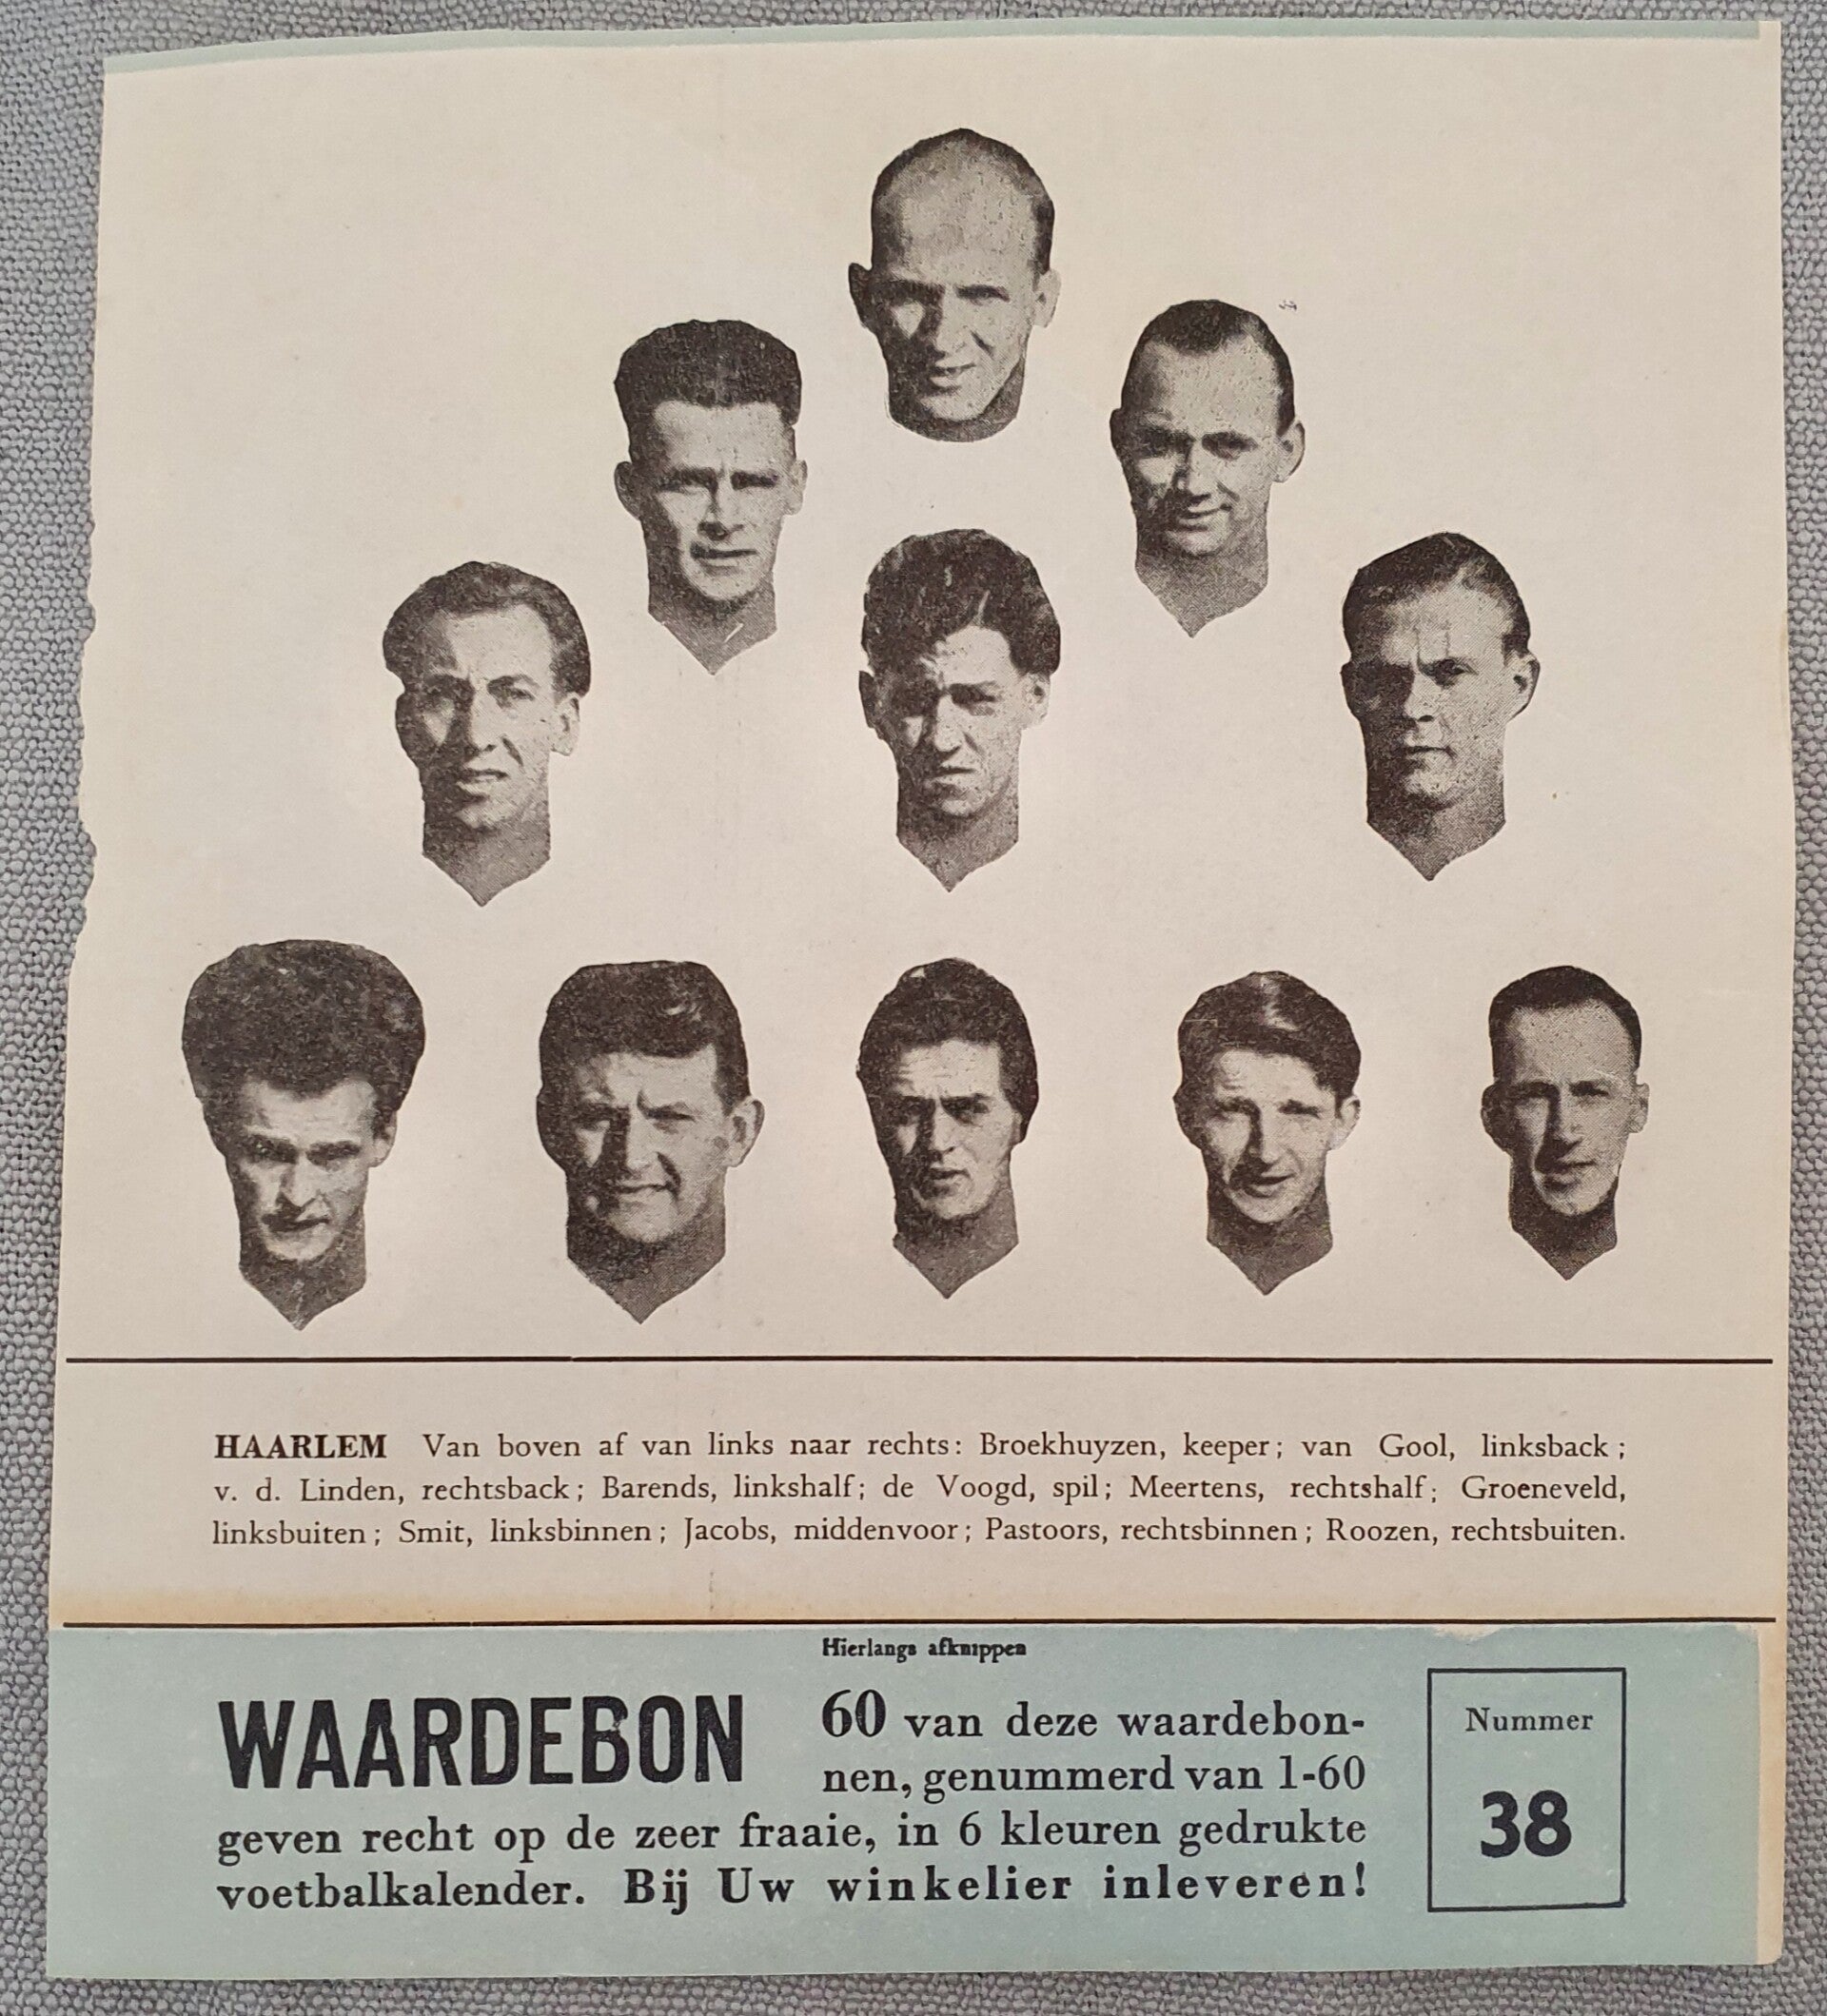 HAARLEM Van boven af van links naar rechts: Broekhuyzen, keeper; van Gool, linksback;
v. d. Linden, rechtsback; Barends, linkshalf; de Voogd, spil; Meertens, rechtshalf; Groeneveld,
linksbuiten; Smit, linksbinnen; Jacobs, middenvoor; Pastoors, rechtsbinnen; Roozen, rechtsbuiten.
Hierlangs afknippen
WAARDEBON
60 van deze waardebon-
nen, genummerd van 1-60
geven recht op de zeer fraaie, in 6 kleuren gedrukte
voetbalkalender. Bij Uw winkelier inleveren!
Nummer
38